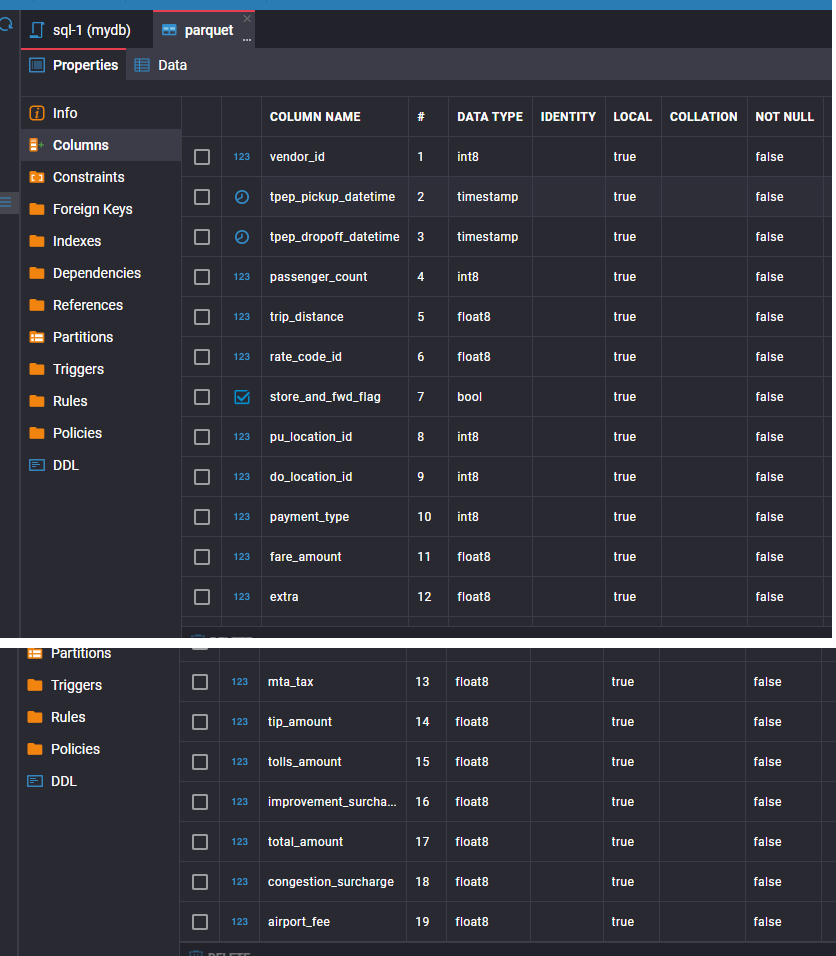 sql-1 (mydb)
parquet
Properties
Data
Info
Columns
Constraints
Foreign Keys
Indexes
Dependencies
References
Partitions
Triggers
Rules
Policies
DDL
COLUMN NAME # DATA TYPE IDENTITY LOCAL COLLATION NOT NULL
123 vendor_id 1 int8 true false
tpep_pickup_datetime 2 timestamp true false
tpep_dropoff_datetime 3 timestamp true false
123 passenger_count 4 int8 true false
123 trip_distance 5 float8 true false
123 rate_code_id 6 float8 true false
store_and_fwd_flag 7 bool true false
123 pu_location_id 8 int8 true false
123 do_location_id 9 int8 true false
123 payment_type 10 int8 true false
123 fare_amount 11 float8 true false
123 extra 12 float8 true false
Partitions
Triggers
Rules
Policies
DDL
123 mta_tax 13 float8 true false
123 tip_amount 14 float8 true false
123 tolls_amount 15 float8 true false
123 improvement_surcha... 16 float8 true false
123 total_amount 17 float8 true false
123 congestion_surcharge 18 float8 true false
123 airport_fee 19 float8 true false